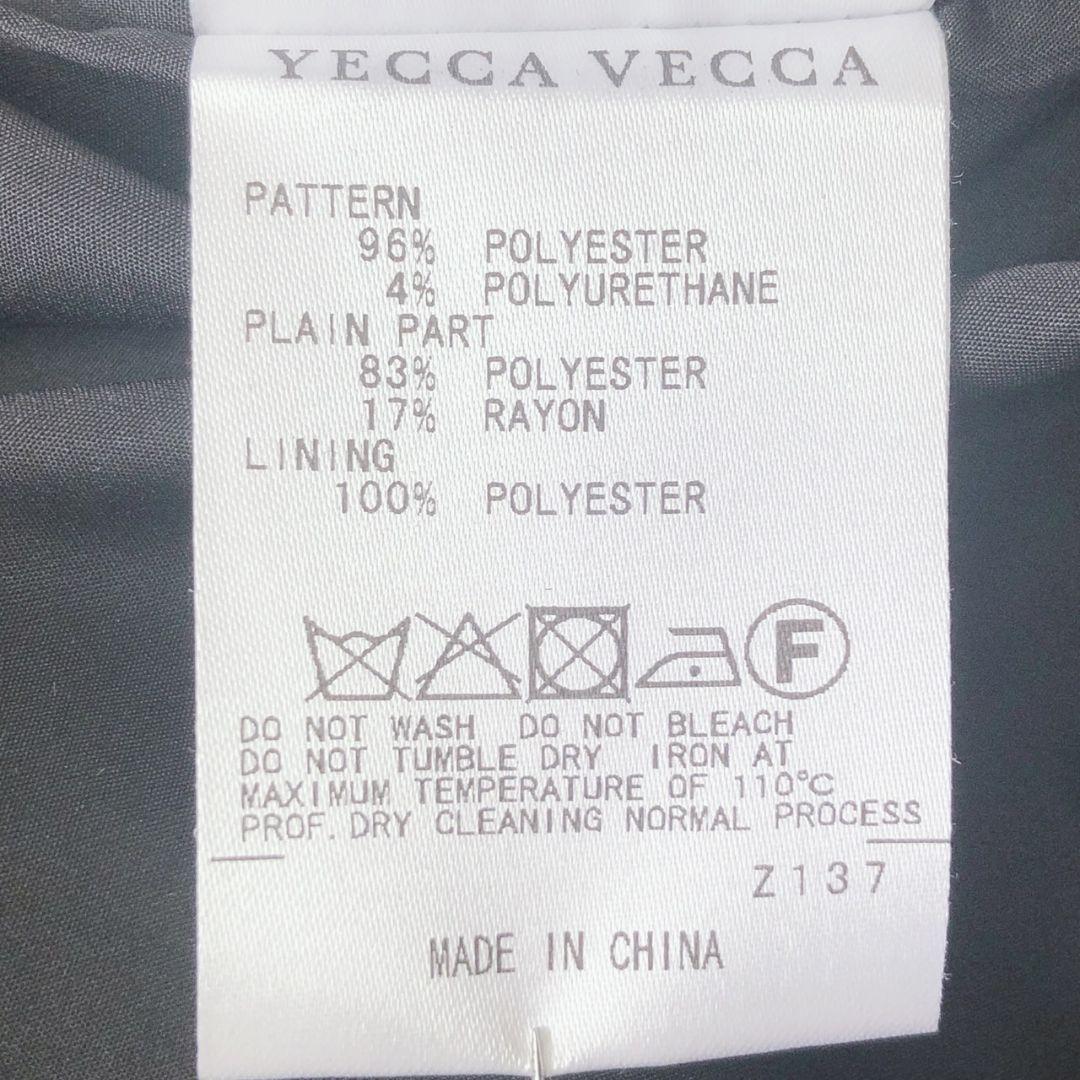 YECCA VECCA
PATTERN
96% POLYESTER
4% POLYURETHANE
PLAIN PART
83% POLYESTER
17% RAYON
LINING
100% POLYESTER
F
DO NOT WASH DO NOT BLEACH
DO NOT TUMBLE DRY IRON AT
MAXIMUM TEMPERATURE OF 110°C
PROF. DRY CLEANING NORMAL PROCESS
Z137
MADE IN CHINA